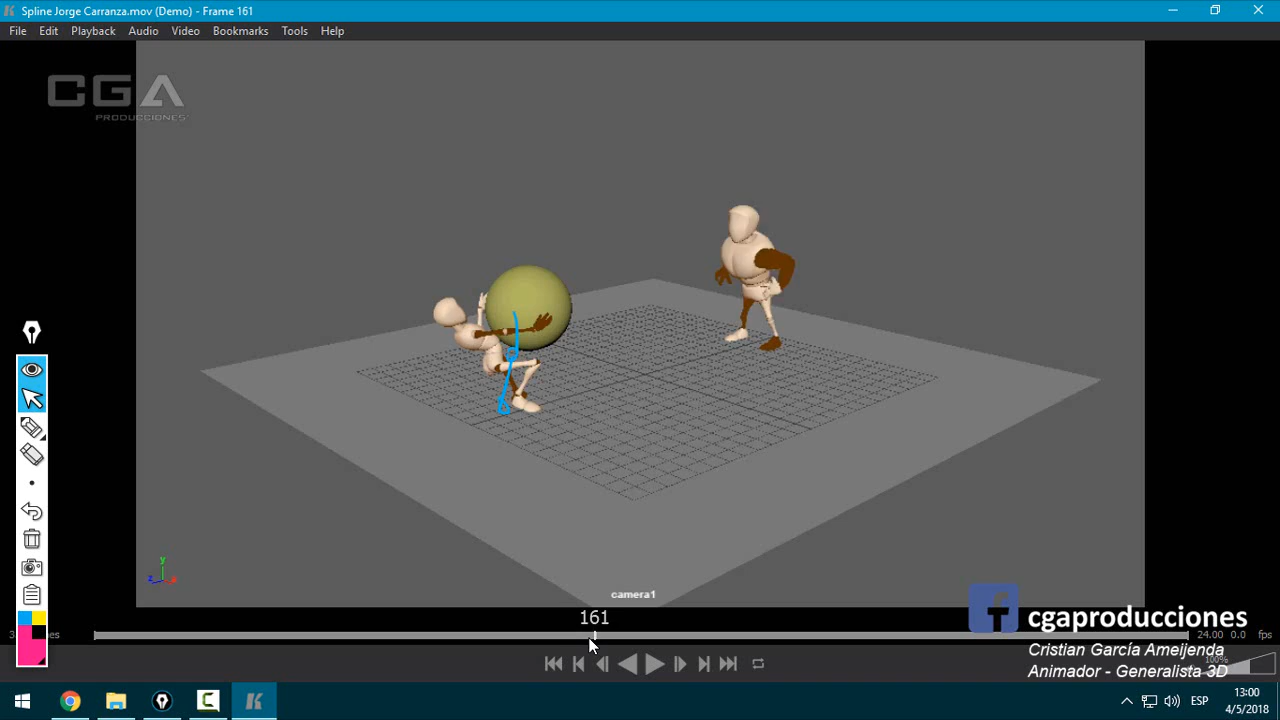 Spline Jorge Carranza.mov (Demo) - Frame 161
File Edit Playback Audio Video Bookmarks Tools Help
CGA
PRODUCCIONES
y
z x
camera1
161
24.00 0.0 fps
100%
cgaproducciones
Cristian García Ameijenda
Animador - Generalista 3D
ESP
13:00
4/5/2018